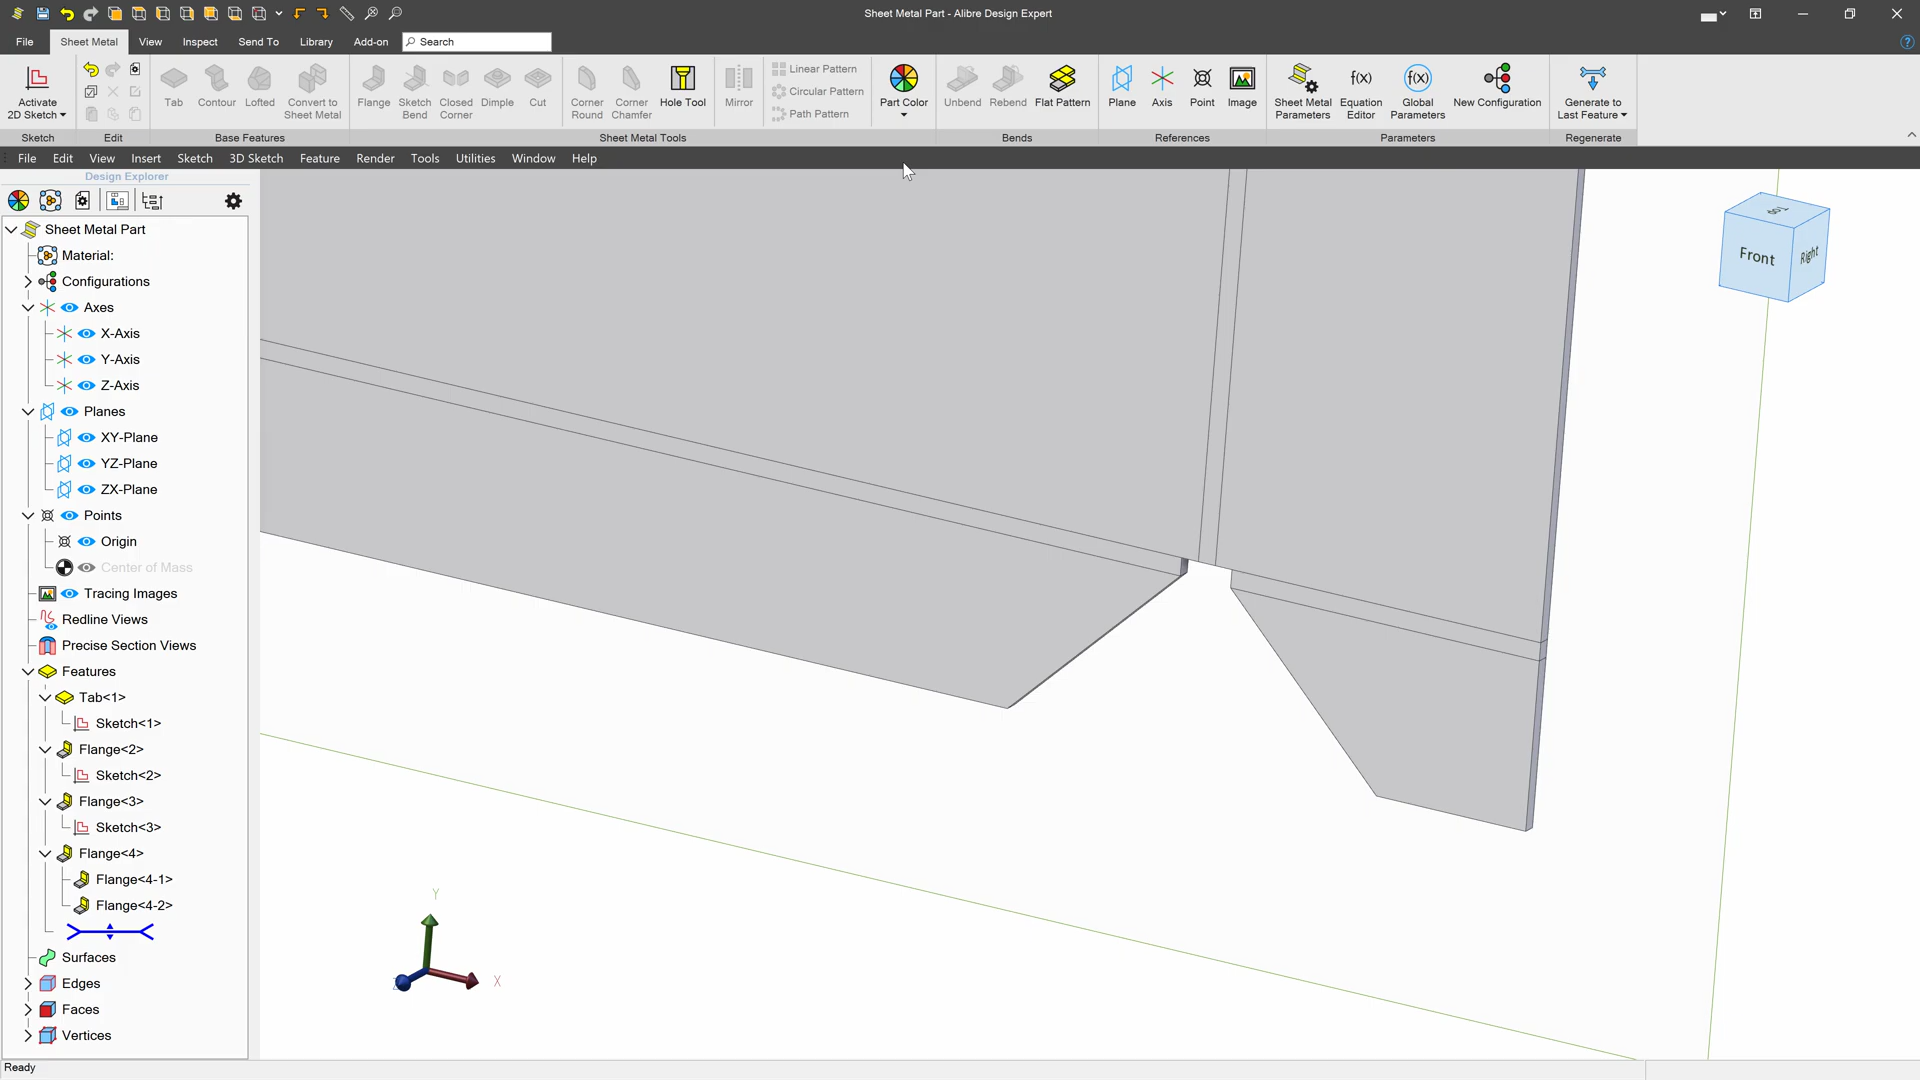 Sheet Metal Part - Alibre Design Expert
File
Sheet Metal
View
Inspect
Send To
Library
Add-on
Search
Activate
2D Sketch
Sketch
Edit
Tab
Contour
Lofted
Convert to
Sheet Metal
Base Features
Flange
Sketch
Bend
Closed
Corner
Dimple
Cut
Corner
Round
Corner
Chamfer
Hole Tool
Sheet Metal Tools
Mirror
Linear Pattern
Circular Pattern
Path Pattern
Part Color
Unbend
Rebend
Flat Pattern
Bends
Plane
Axis
Point
Image
References
Sheet Metal
Parameters
Equation
Editor
Global
Parameters
New Configuration
Parameters
Generate to
Last Feature
Regenerate
f(x)
f(x)
?
File Edit View Insert Sketch 3D Sketch Feature Render Tools Utilities Window Help
Design Explorer
Sheet Metal Part
Material:
Configurations
Axes
X-Axis
Y-Axis
Z-Axis
Planes
XY-Plane
YZ-Plane
ZX-Plane
Points
Origin
Center of Mass
Tracing Images
Redline Views
Precise Section Views
Features
Tab<1>
Sketch<1>
Flange<2>
Sketch<2>
Flange<3>
Sketch<3>
Flange<4>
Flange<4-1>
Flange<4-2>
Surfaces
Edges
Faces
Vertices
Top
Front
Right
Y
X
Z
Ready